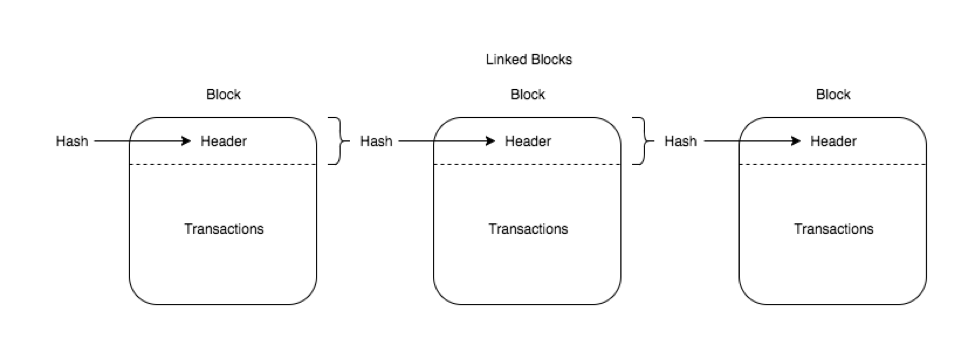 Linked Blocks
Block Block Block
Hash Header Hash Header Hash Header
Transactions Transactions Transactions